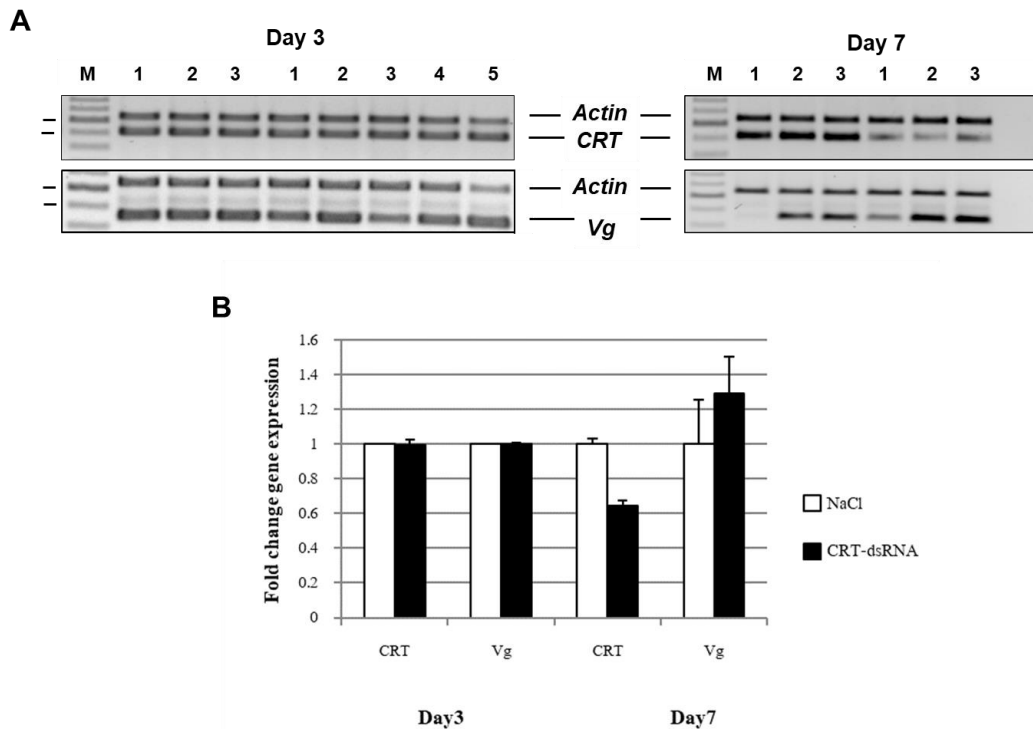 A
Day 3
Day 7
M 1 2 3 1 2 3 4 5
M 1 2 3 1 2 3
Actin
CRT
Actin
Vg
B
Fold change gene expression
1.6
1.4
1.2
1
0.8
0.6
0.4
0.2
0
CRT Vg CRT Vg
Day3 Day7
NaCl
CRT-dsRNA